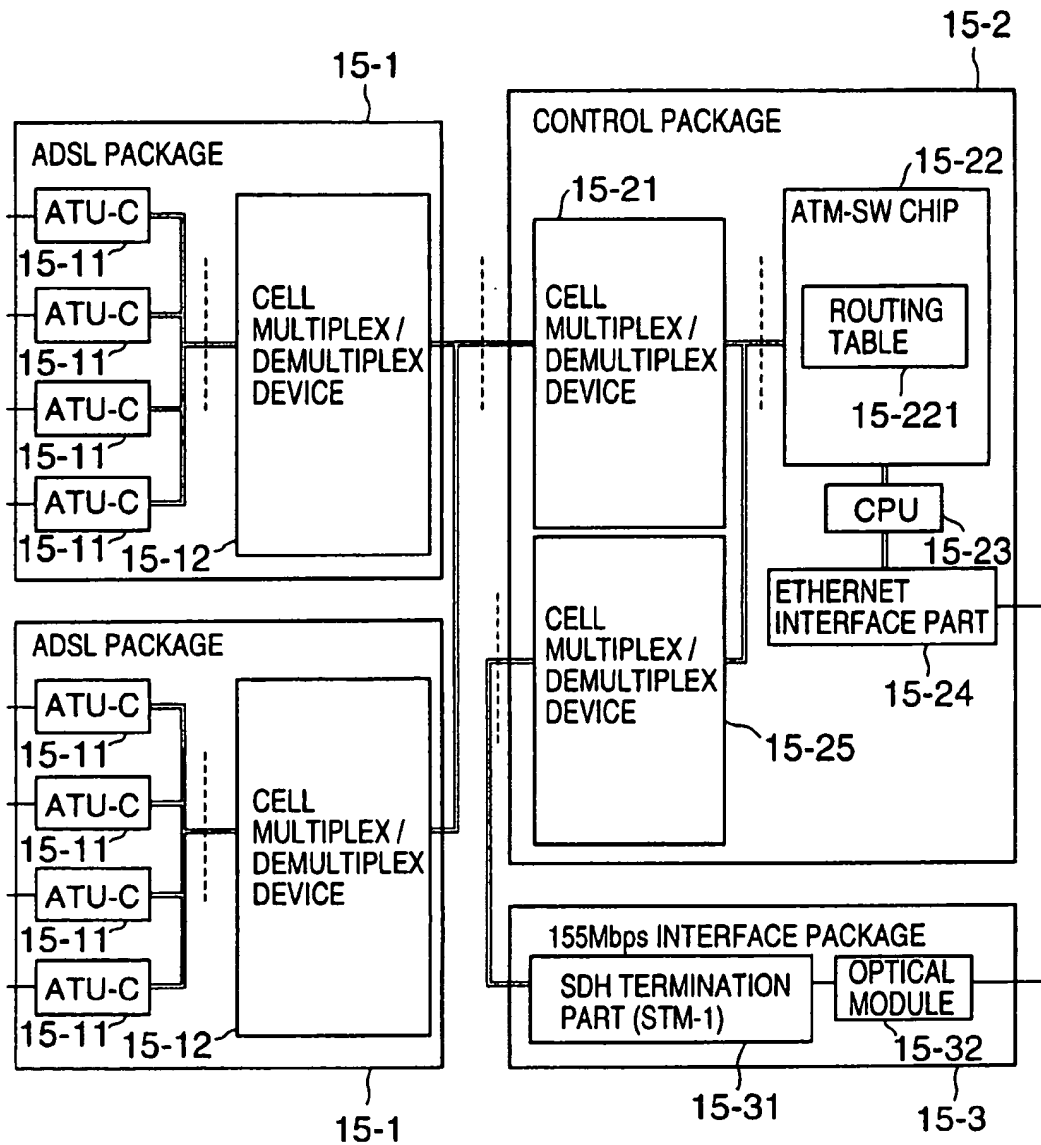 15-1
ADSL PACKAGE
ATU-C
15-11
ATU-C
15-11
ATU-C
15-11
ATU-C
15-11
15-12
CELL
MULTIPLEX /
DEMULTIPLEX
DEVICE
ADSL PACKAGE
ATU-C
15-11
ATU-C
15-11
ATU-C
15-11
ATU-C
15-11
15-12
CELL
MULTIPLEX /
DEMULTIPLEX
DEVICE
15-1
15-2
CONTROL PACKAGE
15-21
CELL
MULTIPLEX /
DEMULTIPLEX
DEVICE
15-22
ATM-SW CHIP
ROUTING
TABLE
15-221
CPU
15-23
ETHERNET
INTERFACE PART
15-24
CELL
MULTIPLEX /
DEMULTIPLEX
DEVICE
15-25
155Mbps INTERFACE PACKAGE
SDH TERMINATION
PART (STM-1)
15-31
OPTICAL
MODULE
15-32
15-3